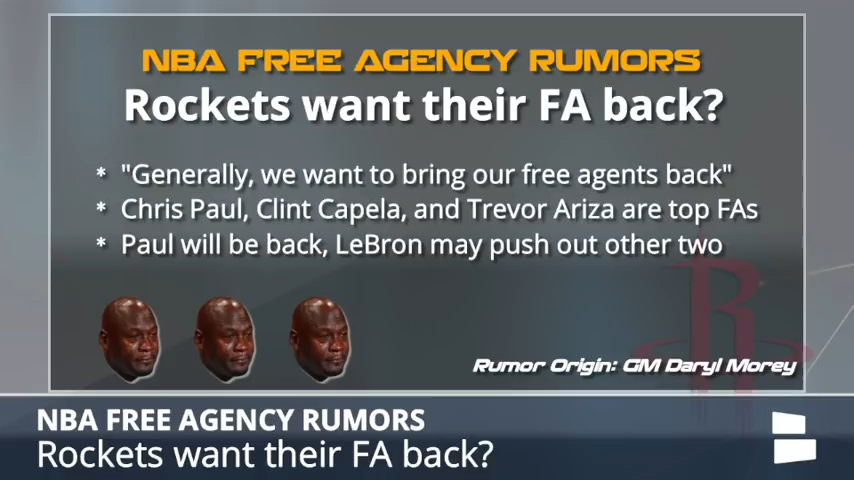 NBA FREE AGENCY RUMORS
Rockets want their FA back?
* "Generally, we want to bring our free agents back"
* Chris Paul, Clint Capela, and Trevor Ariza are top FAs
* Paul will be back, LeBron may push out other two
Rumor Origin: GM Daryl Morey
NBA FREE AGENCY RUMORS
Rockets want their FA back?